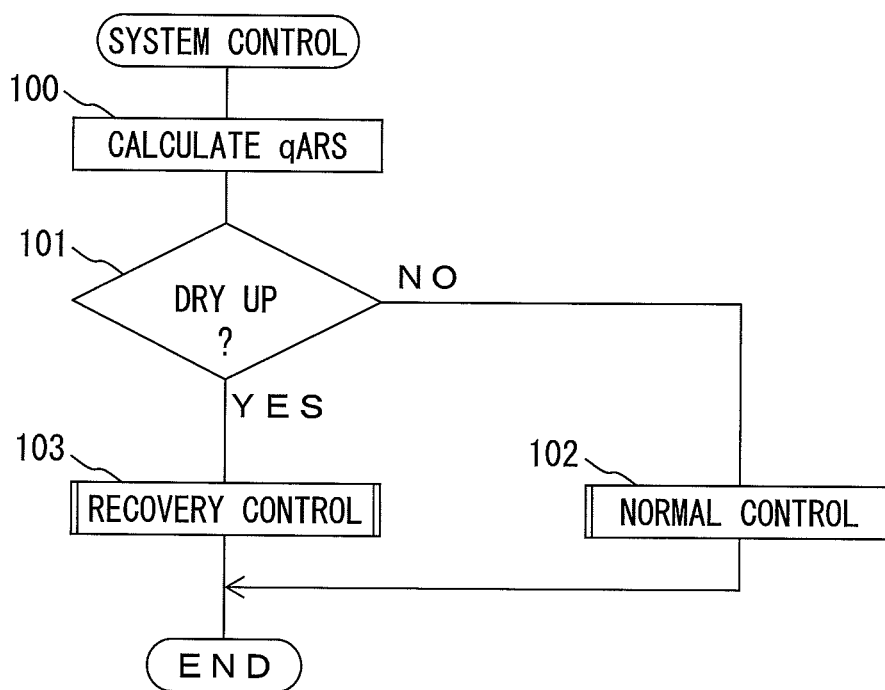 SYSTEM CONTROL
100
CALCULATE qARS
101
DRY UP
?
NO
YES
103
RECOVERY CONTROL
102
NORMAL CONTROL
END